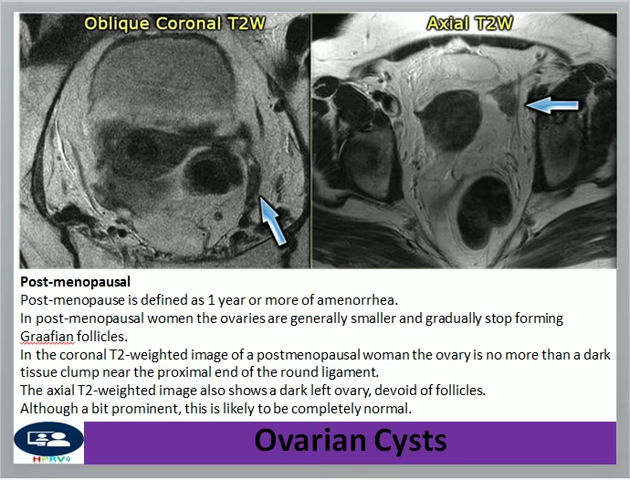 Oblique Coronal T2W
Axial T2W
Post-menopausal
Post-menopause is defined as 1 year or more of amenorrhea.
In post-menopausal women the ovaries are generally smaller and gradually stop forming
Graafian follicles.
In the coronal T2-weighted image of a postmenopausal woman the ovary is no more than a dark
tissue clump near the proximal end of the round ligament.
The axial T2-weighted image also shows a dark left ovary, devoid of follicles.
Although a bit prominent, this is likely to be completely normal.
Ovarian Cysts